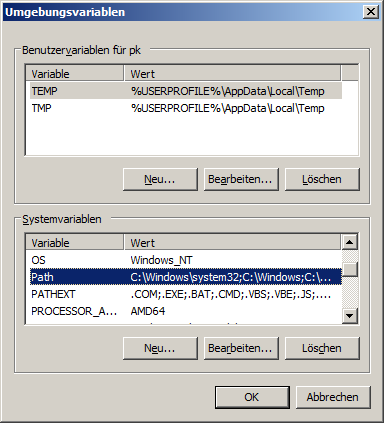 Umgebungsvariablen
Benutzervariablen für pk
Variable Wert
TEMP %USERPROFILE%\AppData\Local\Temp
TMP %USERPROFILE%\AppData\Local\Temp
Neu... Bearbeiten... Löschen
Systemvariablen
Variable Wert
OS Windows_NT
Path C:\Windows\system32;C:\Windows;C:\...
PATHEXT .COM;.EXE;.BAT;.CMD;.VBS;.VBE;.JS;....
PROCESSOR_A... AMD64
Neu... Bearbeiten... Löschen
OK Abbrechen